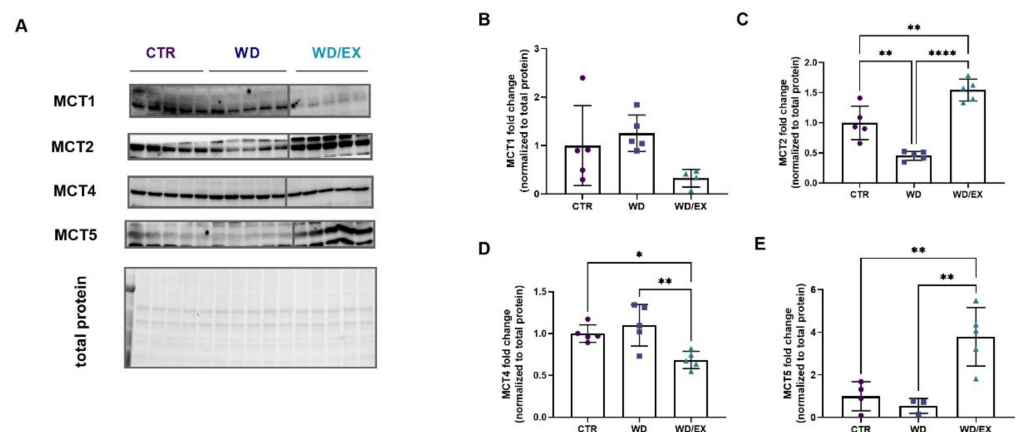 A
CTR WD WD/EX
MCT1
MCT2
MCT4
MCT5
total protein
B
MCT1 fold change
(normalized to total protein)
3
2
1
0
CTR WD WD/EX
C
** 
** ****
MCT2 fold change
(normalized to total protein)
2.0
1.5
1.0
0.5
0.0
CTR WD WD/EX
D
*
**
MCT4 fold change
(normalized to total protein)
1.5
1.0
0.5
0.0
CTR WD WD/EX
E
**
**
MCT5 fold change
(normalized to total protein)
6
4
2
0
CTR WD WD/EX